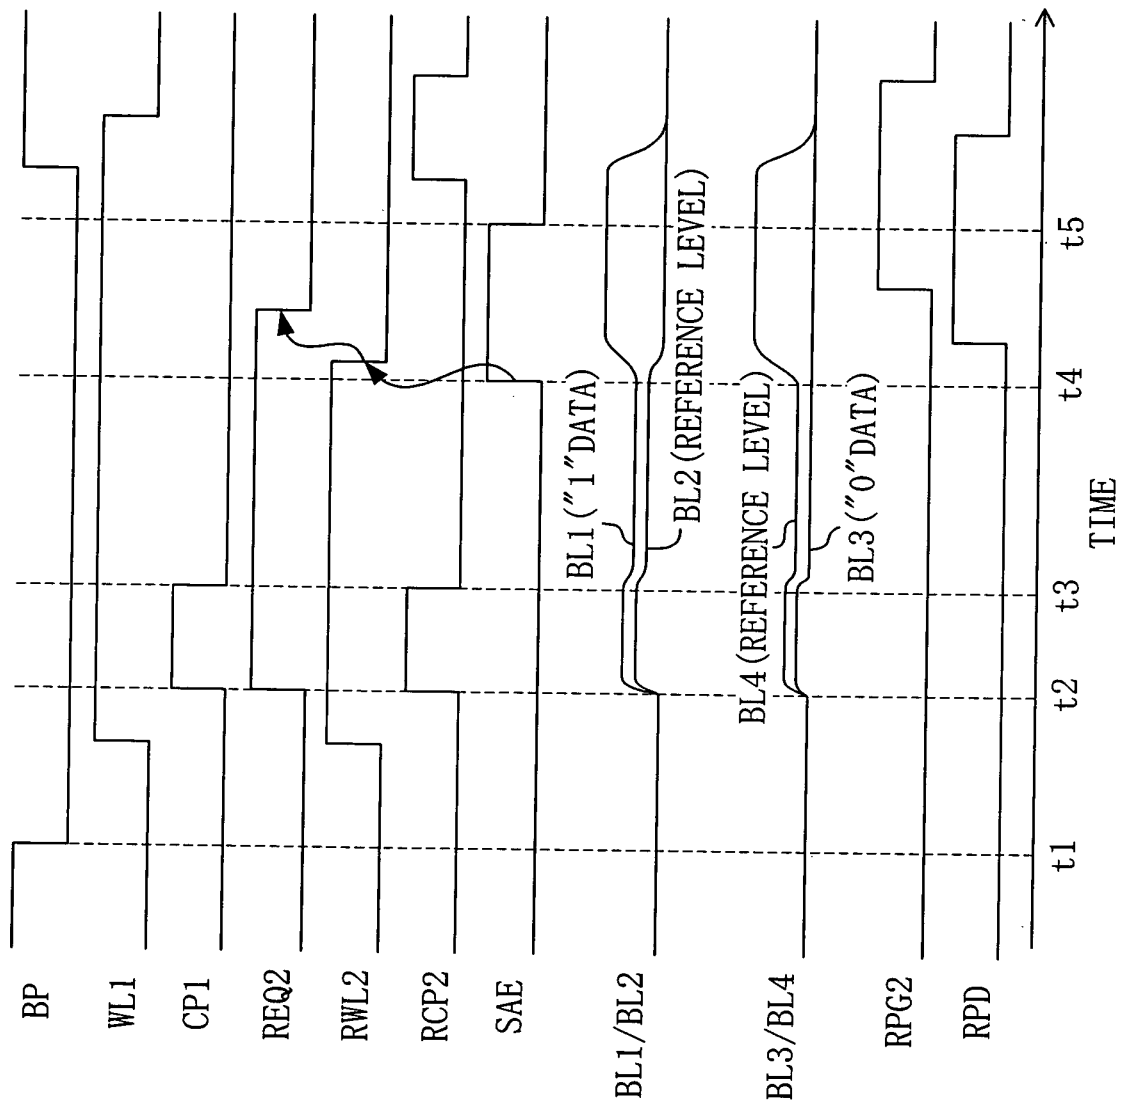 BP
WL1
CP1
REQ2
RWL2
RCP2
SAE
BL1/BL2
BL1("1"DATA)
BL2(REFERENCE LEVEL)
BL3/BL4
BL4(REFERENCE LEVEL)
BL3("0"DATA)
RPG2
RPD
t1
t2
t3
t4
t5
TIME